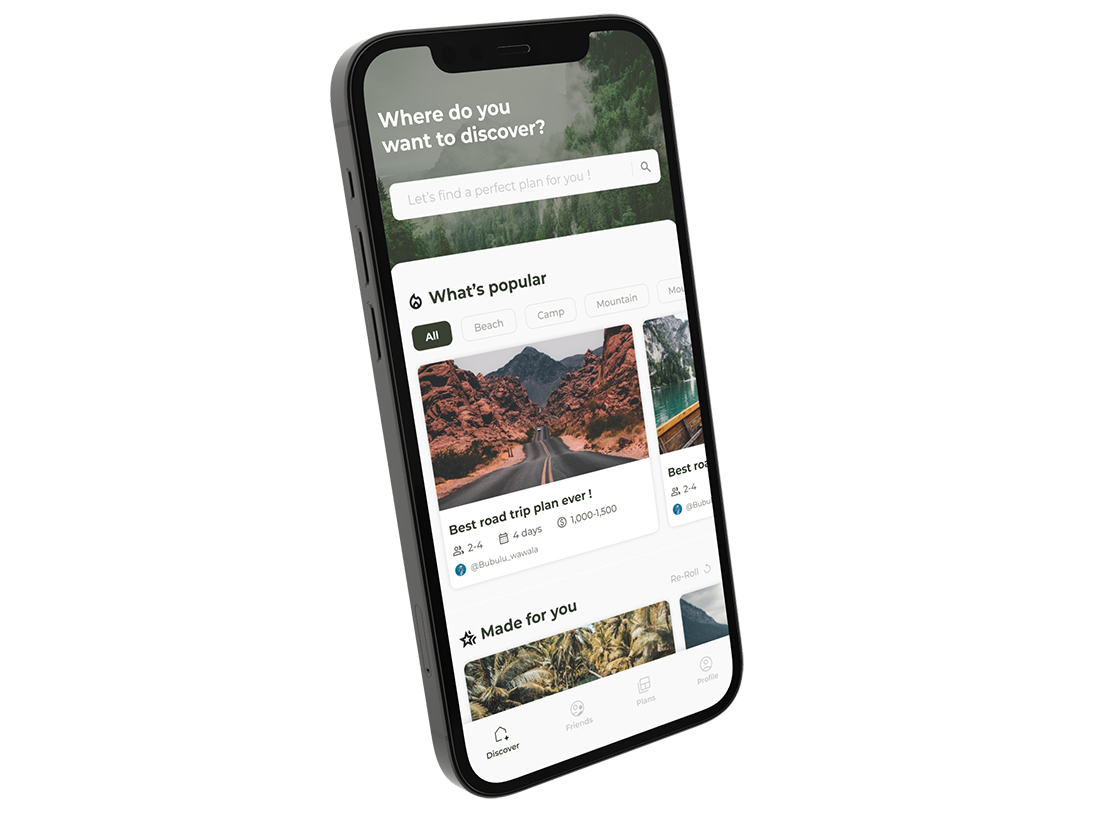 Where do you
want to discover?
Let's find a perfect plan for you !
What's popular
All
Beach
Camp
Mountain
Mou
Best road trip plan ever !
2-4
4 days
1,000-1,500
@Bubulu_wawala
Best roa
2-4
@Bubu
Made for you
Re-Roll
Discover
Friends
Plans
Profile